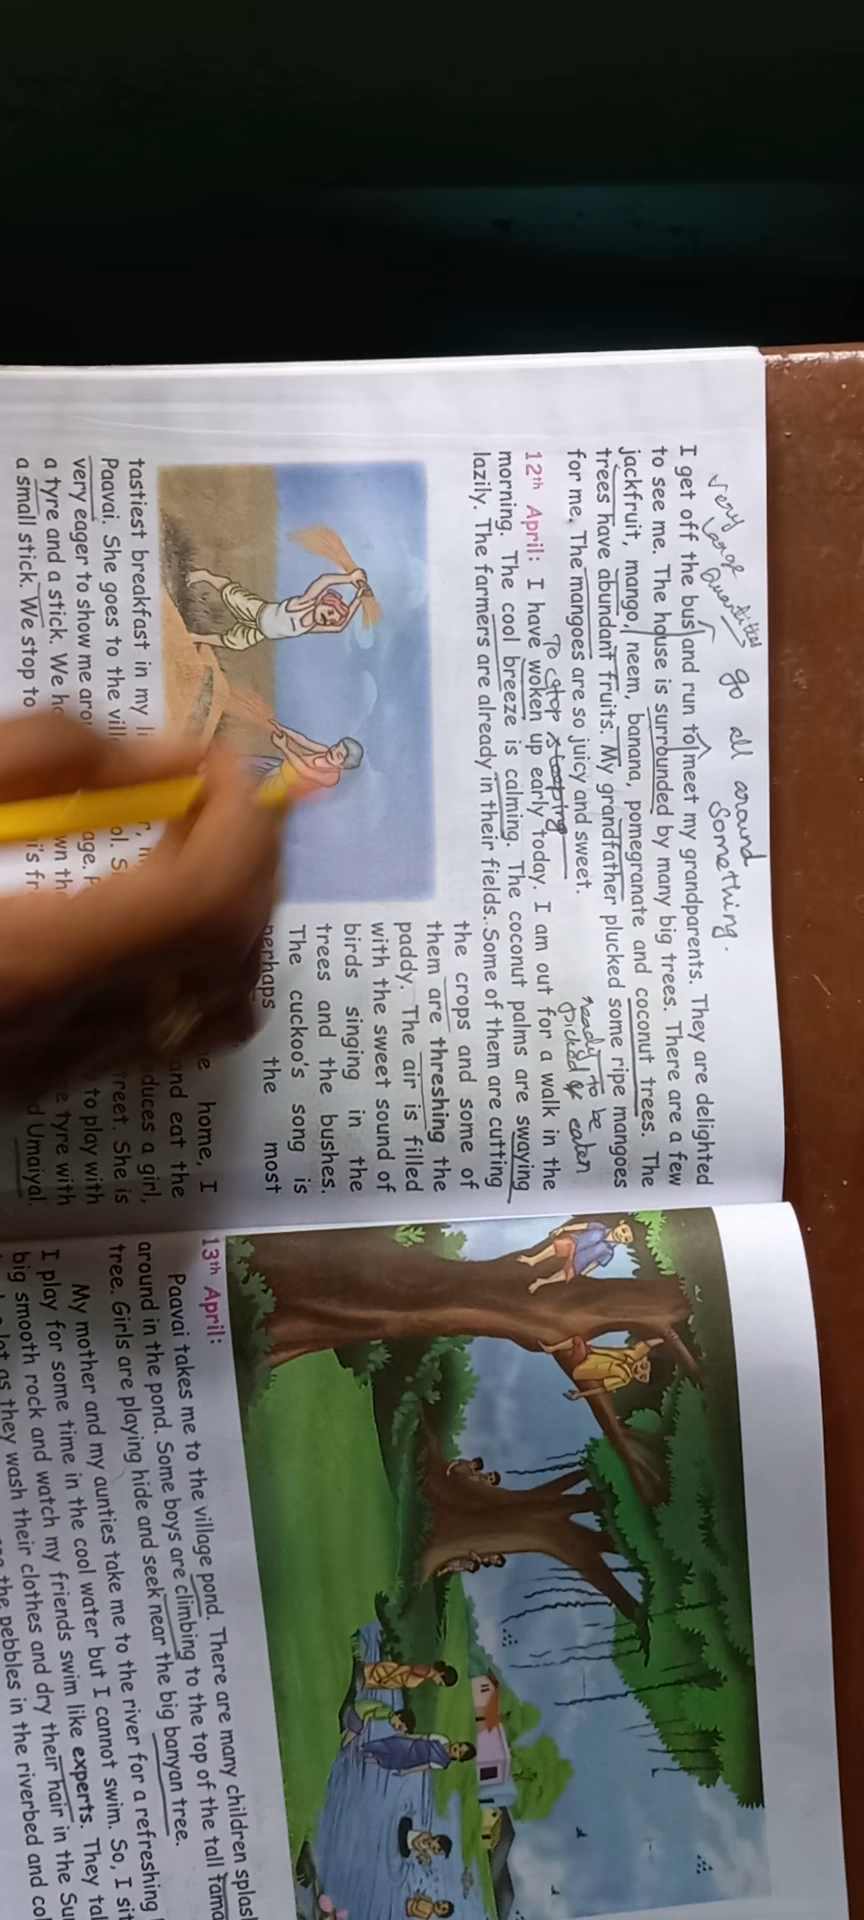 very large quantities
go all around
something.
I get off the bus and run to meet my grandparents. They are delighted
to see me. The house is surrounded by many big trees. There are a few
jackfruit, mango, neem, banana, pomegranate and coconut trees. The
trees have abundant fruits. My grandfather plucked some ripe mangoes
for me. The mangoes are so juicy and sweet.
ready to be
picked & eaten
To stop sleeping
12th April: I have woken up early today. I am out for a walk in the
morning. The cool breeze is calming. The coconut palms are swaying
lazily. The farmers are already in their fields. Some of them are cutting
the crops and some of
them are threshing the
paddy. The air is filled
with the sweet sound of
birds singing in the
trees and the bushes.
The cuckoo's song is
perhaps the most
home, I
tastiest breakfast in my and eat the
Paavai. She goes to the a girl,
very eager to show me She is
a tyre and a stick. We to play with
a small stick. We stop to tyre with
Umaiyal.
13th April:
Paavai takes me to the village pond. There are many children
around in the pond. Some boys are climbing to the top of the tall
tree. Girls are playing hide and seek near the big banyan tree.
My mother and my aunties take me to the river for a refreshing
I play for some time in the cool water but I cannot swim. So, I sit
big smooth rock and watch my friends swim like experts. They
as they wash their clothes and dry their hair in the
the pebbles in the riverbed and